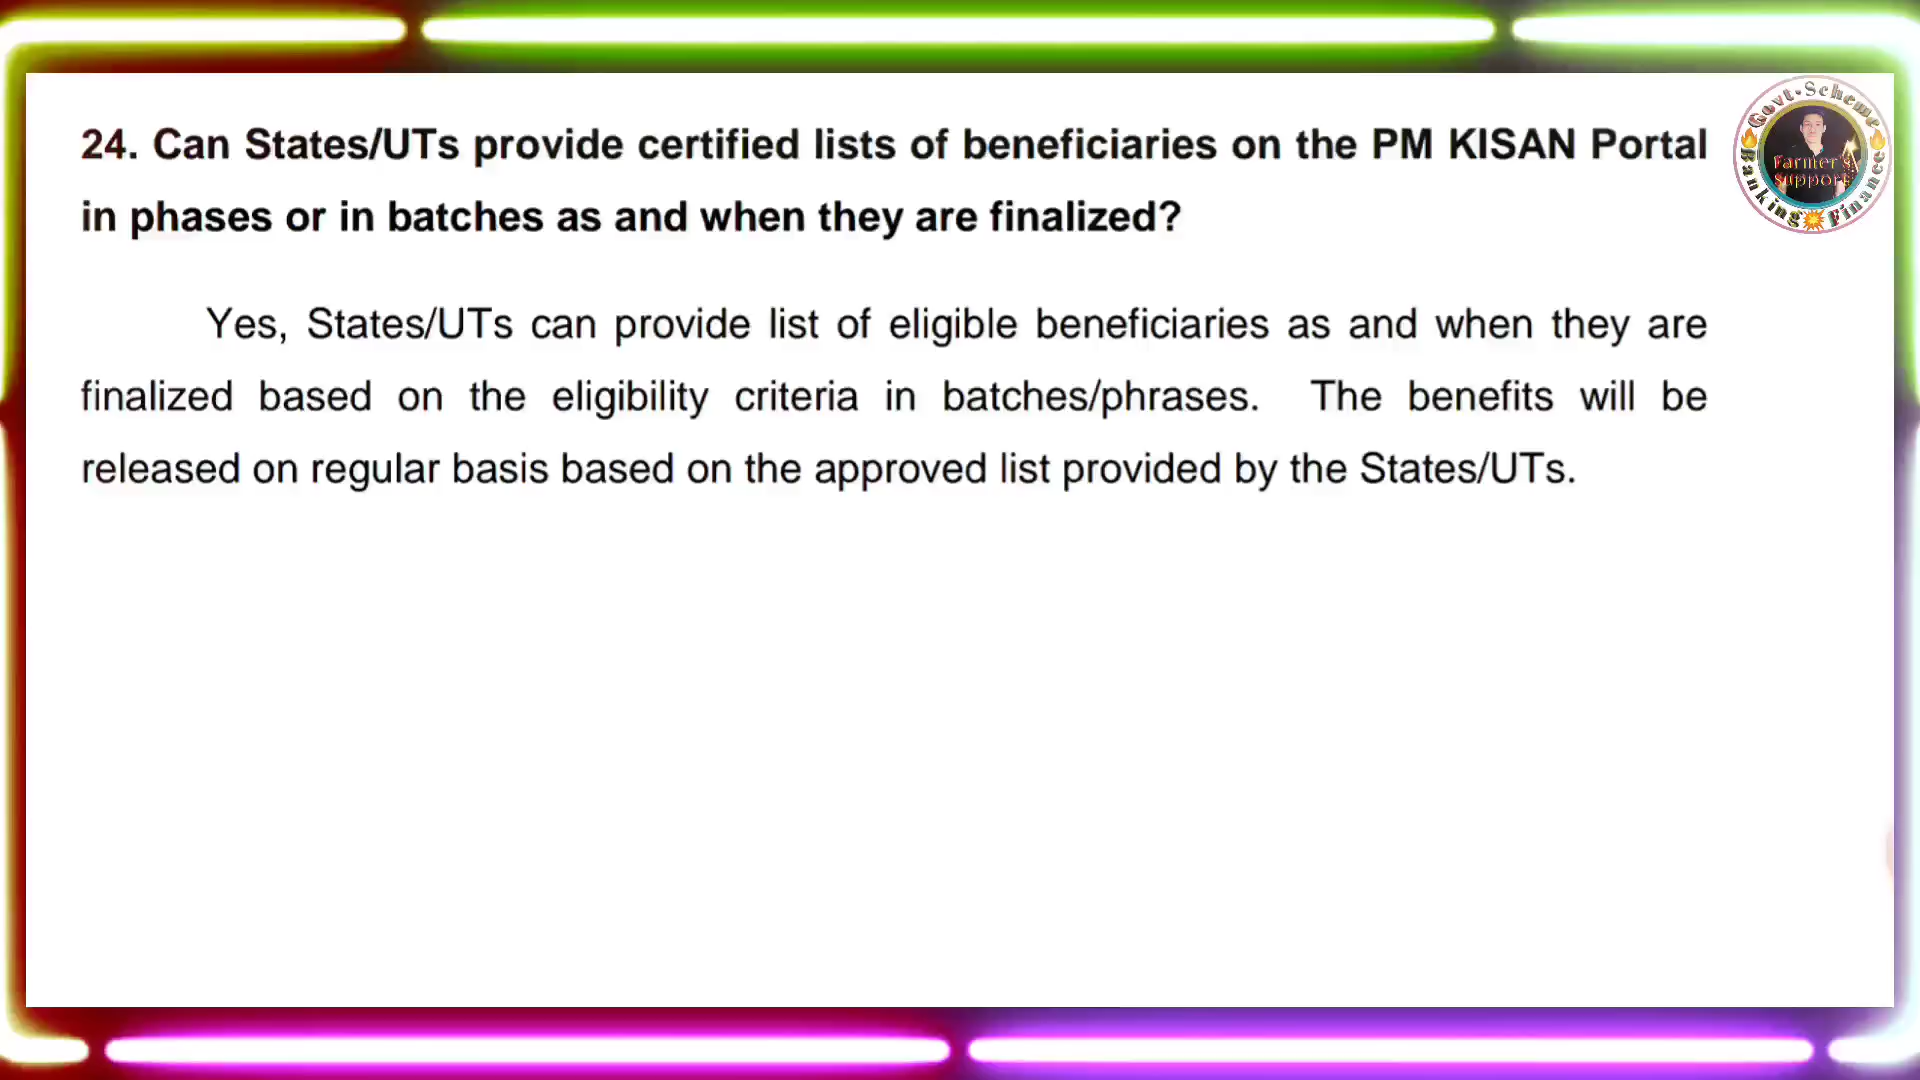 24. Can States/UTs provide certified lists of beneficiaries on the PM KISAN Portal
in phases or in batches as and when they are finalized?
Yes, States/UTs can provide list of eligible beneficiaries as and when they are
finalized based on the eligibility criteria in batches/phrases. The benefits will be
released on regular basis based on the approved list provided by the States/UTs.
Govt. Scheme
Farmer's
Support
Banking💥Finance